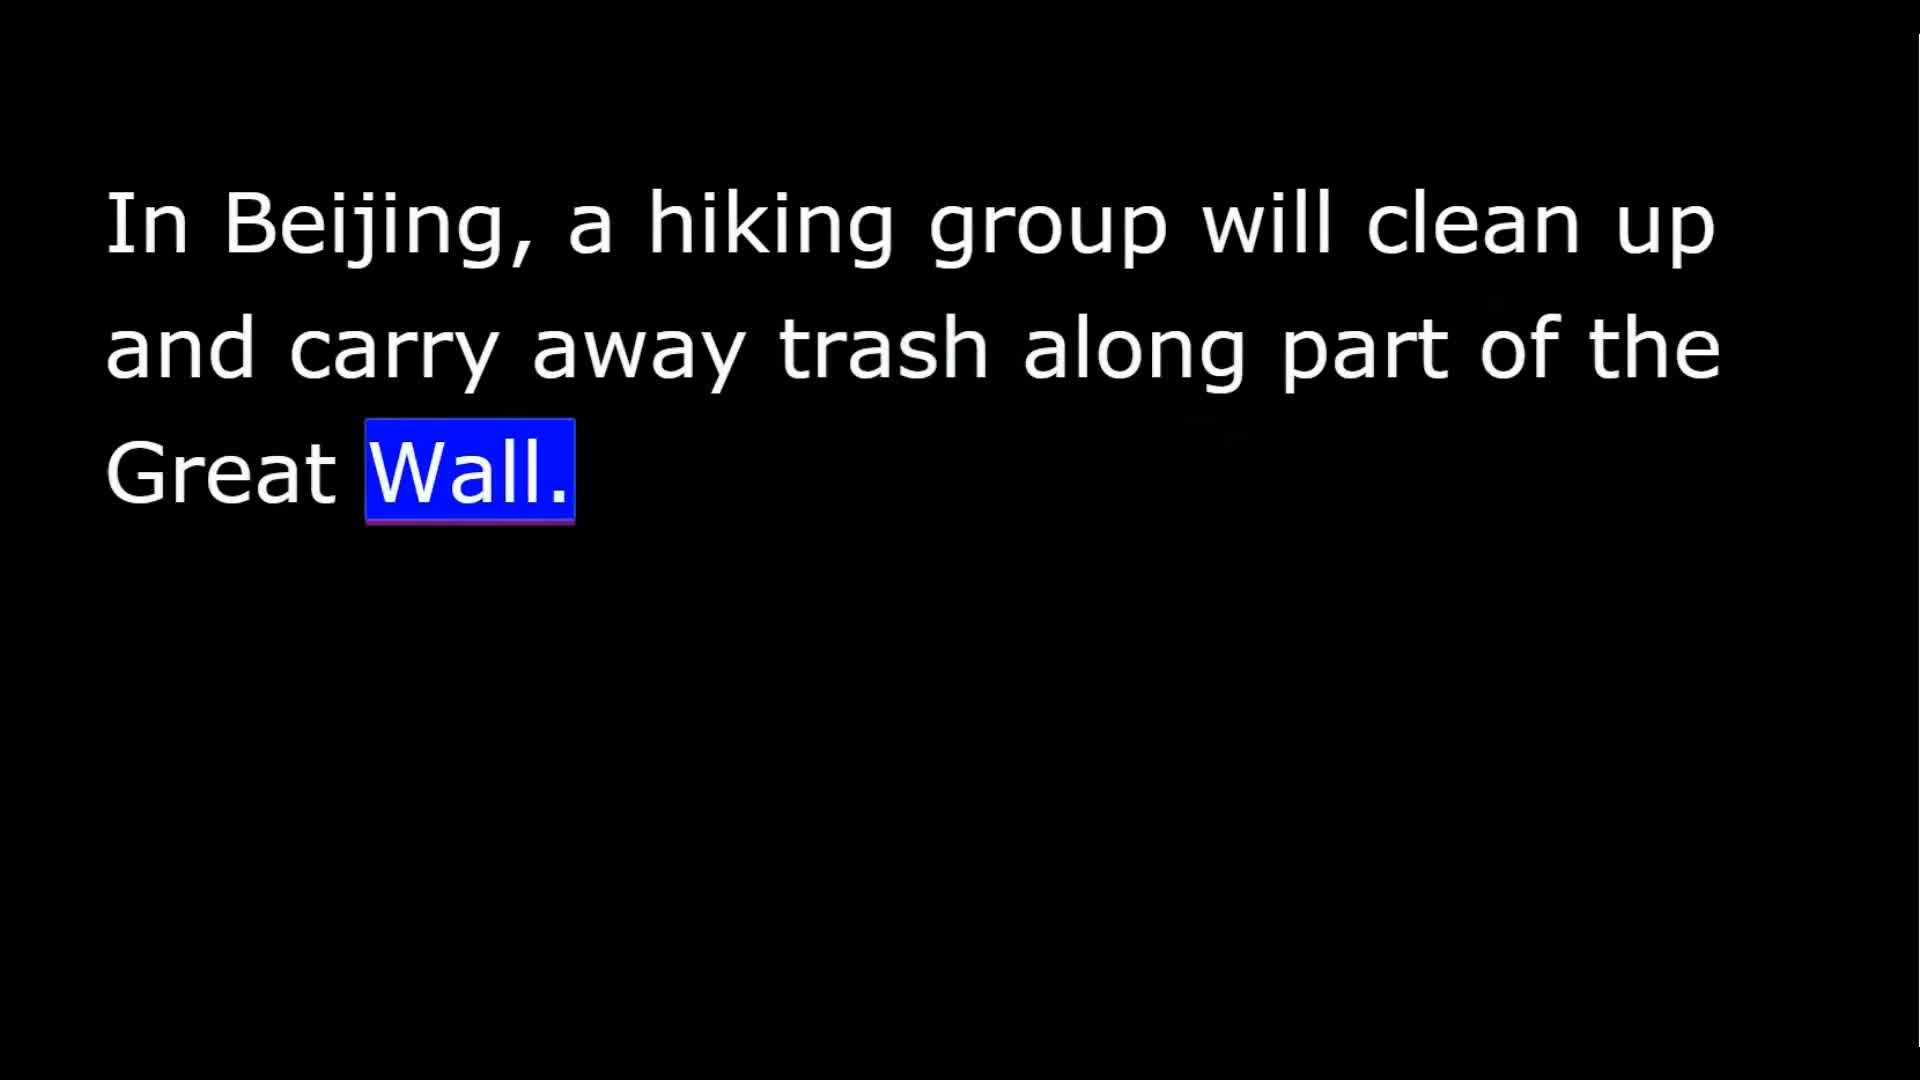 In Beijing, a hiking group will clean up
and carry away trash along part of the
Great Wall.